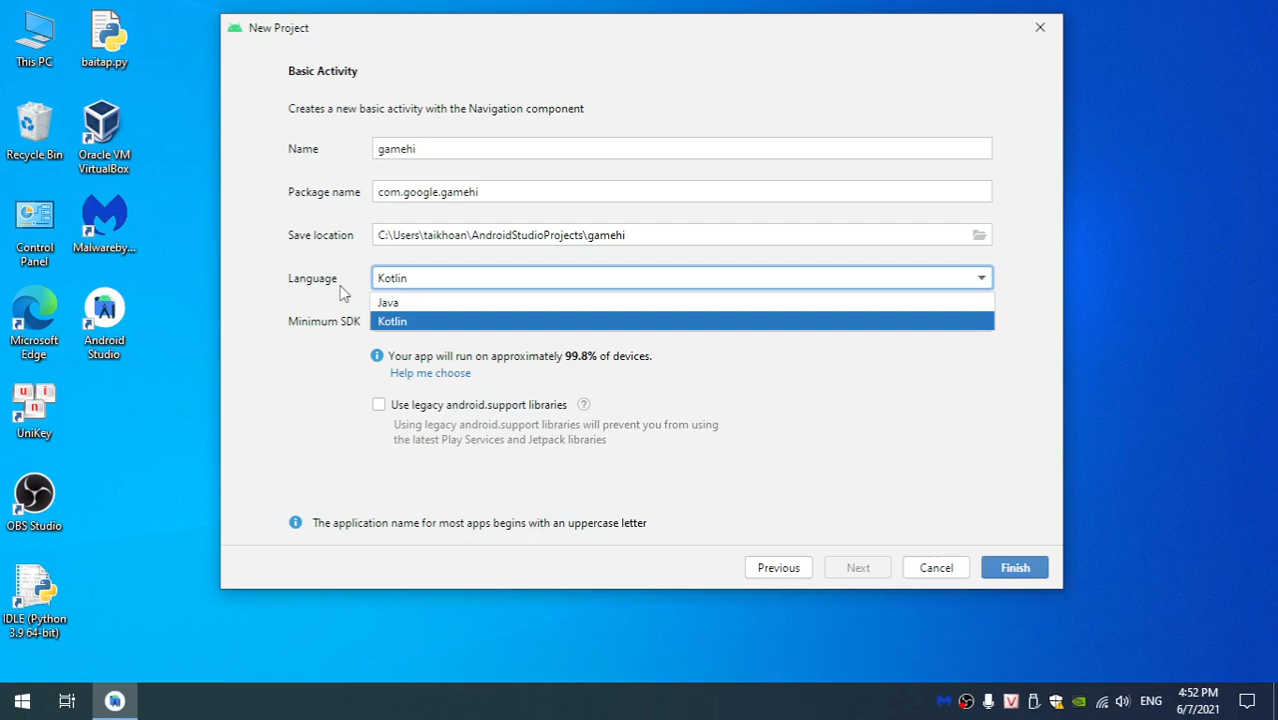 This PC
baitap.py
Recycle Bin
Oracle VM
VirtualBox
Control
Panel
Malwareby...
Microsoft
Edge
Android
Studio
u i
n
UniKey
OBS Studio
IDLE (Python
3.9 64-bit)
New Project
Basic Activity
Creates a new basic activity with the Navigation component
Name
gamehi
Package name
com.google.gamehi
Save location
C:\Users\taikhoan\AndroidStudioProjects\gamehi
Language
Kotlin
Java
Minimum SDK
Kotlin
Your app will run on approximately 99.8% of devices.
Help me choose
Use legacy android.support libraries
Using legacy android.support libraries will prevent you from using
the latest Play Services and Jetpack libraries
The application name for most apps begins with an uppercase letter
Previous
Next
Cancel
Finish
V
ENG
4:52 PM
6/7/2021